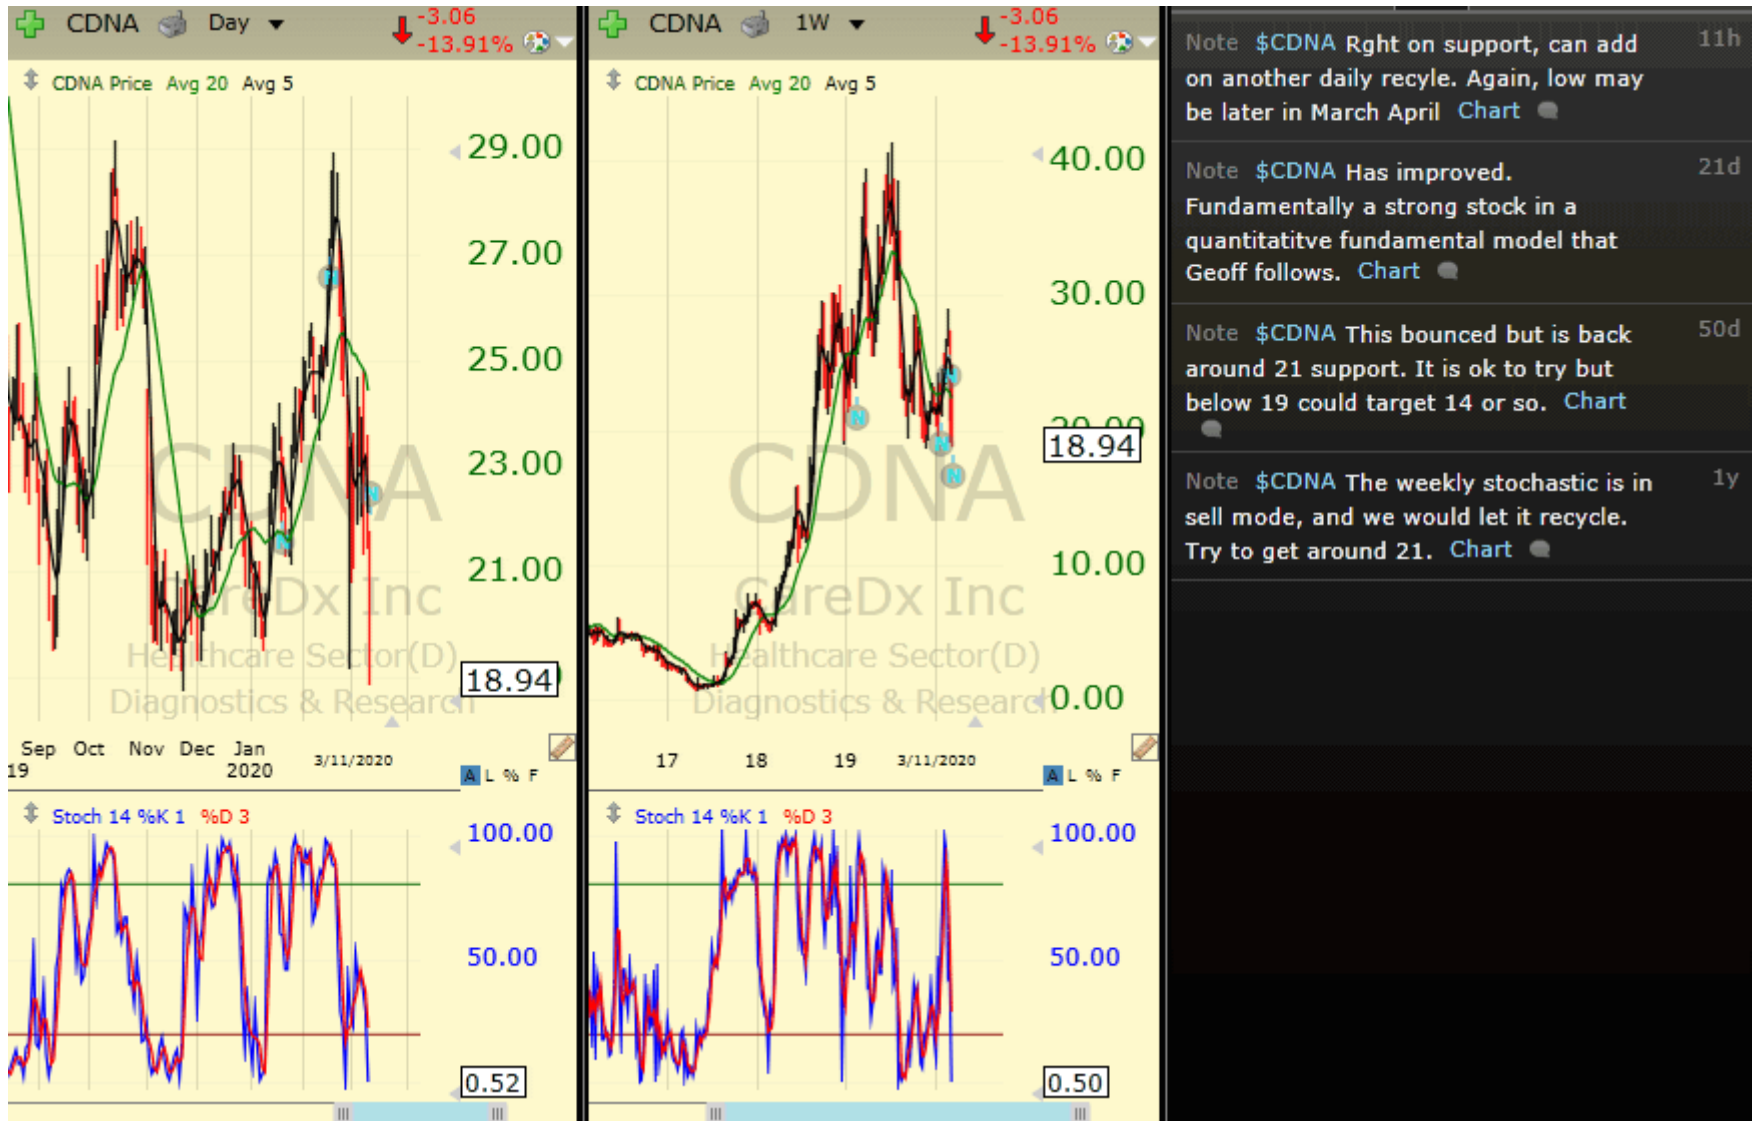 CDNA Day -3.06
-13.91%
CDNA Price Avg 20 Avg 5
29.00
27.00
25.00
23.00
21.00
18.94
CDNA
CareDx Inc
Healthcare Sector(D)
Diagnostics & Research
Sep Oct Nov Dec Jan
19 2020 3/11/2020
A L % F
Stoch 14 %K 1 %D 3
100.00
50.00
0.52
CDNA 1W -3.06
-13.91%
CDNA Price Avg 20 Avg 5
40.00
30.00
20.00
18.94
10.00
0.00
CDNA
CareDx Inc
Healthcare Sector(D)
Diagnostics & Research
17 18 19 3/11/2020
A L % F
Stoch 14 %K 1 %D 3
100.00
50.00
0.50
Note $CDNA Rght on support, can add 11h
on another daily recyle. Again, low may
be later in March April Chart
Note $CDNA Has improved. 21d
Fundamentally a strong stock in a
quantitatitve fundamental model that
Geoff follows. Chart
Note $CDNA This bounced but is back 50d
around 21 support. It is ok to try but
below 19 could target 14 or so. Chart
Note $CDNA The weekly stochastic is in 1y
sell mode, and we would let it recycle.
Try to get around 21. Chart
N
N
N
N
N
N
N